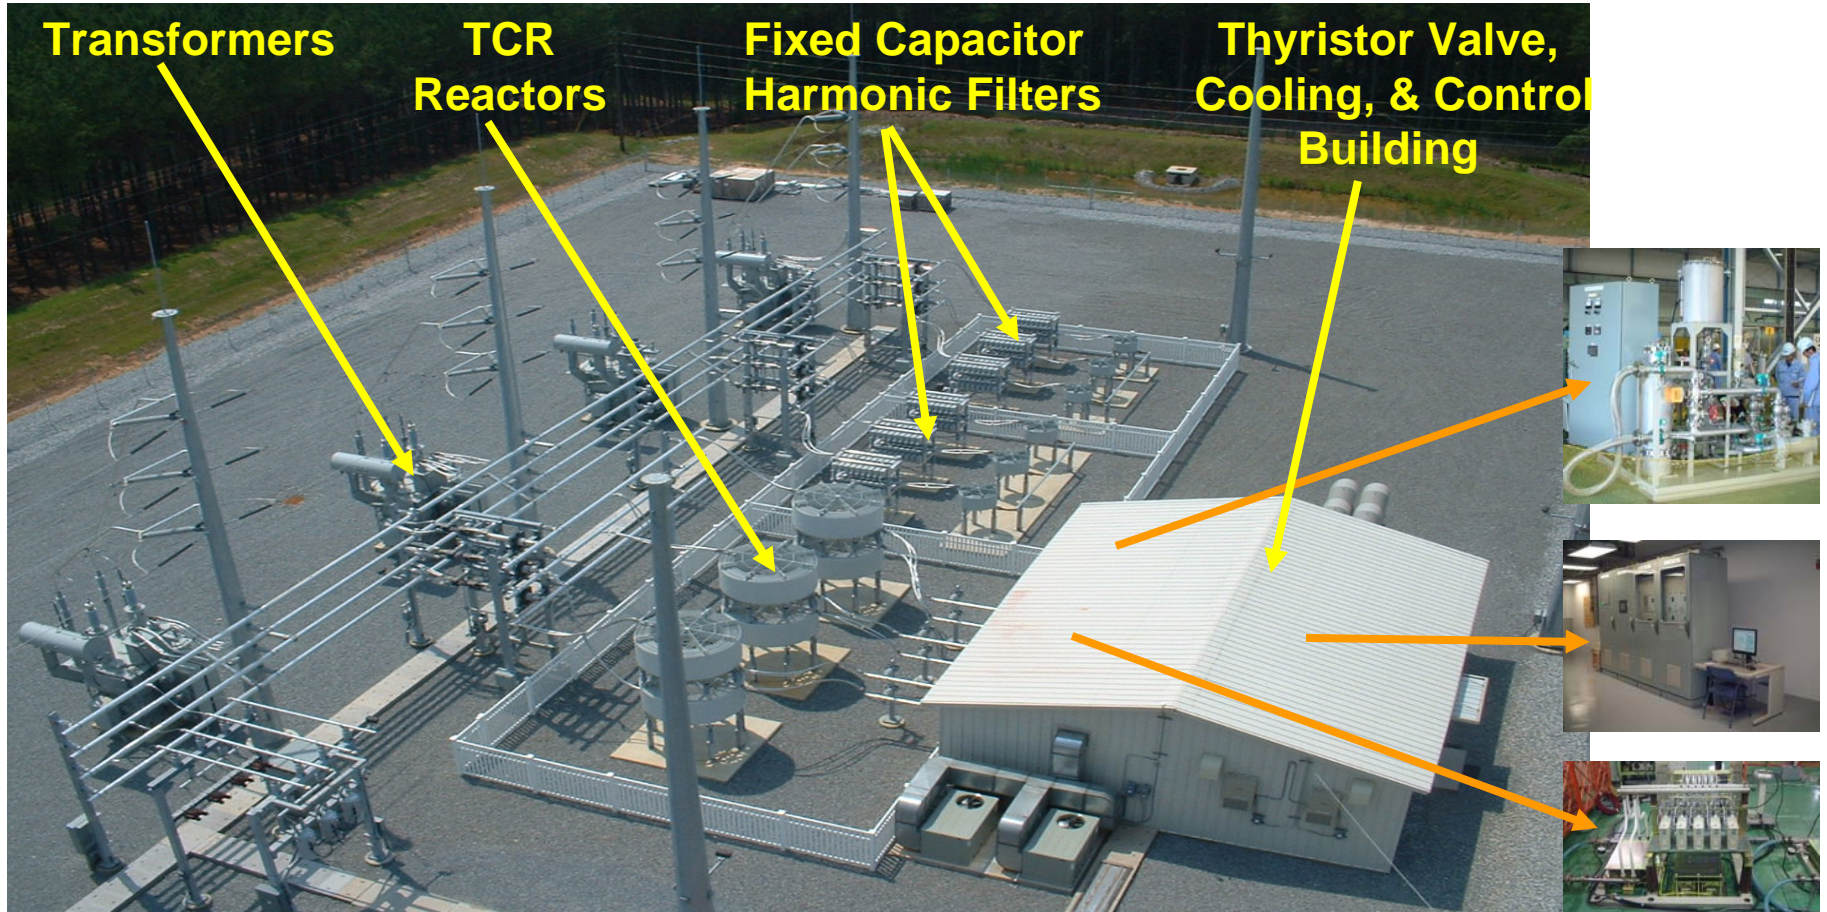 Transformers
TCR
Reactors
Fixed Capacitor
Harmonic Filters
Thyristor Valve,
Cooling, & Control
Building